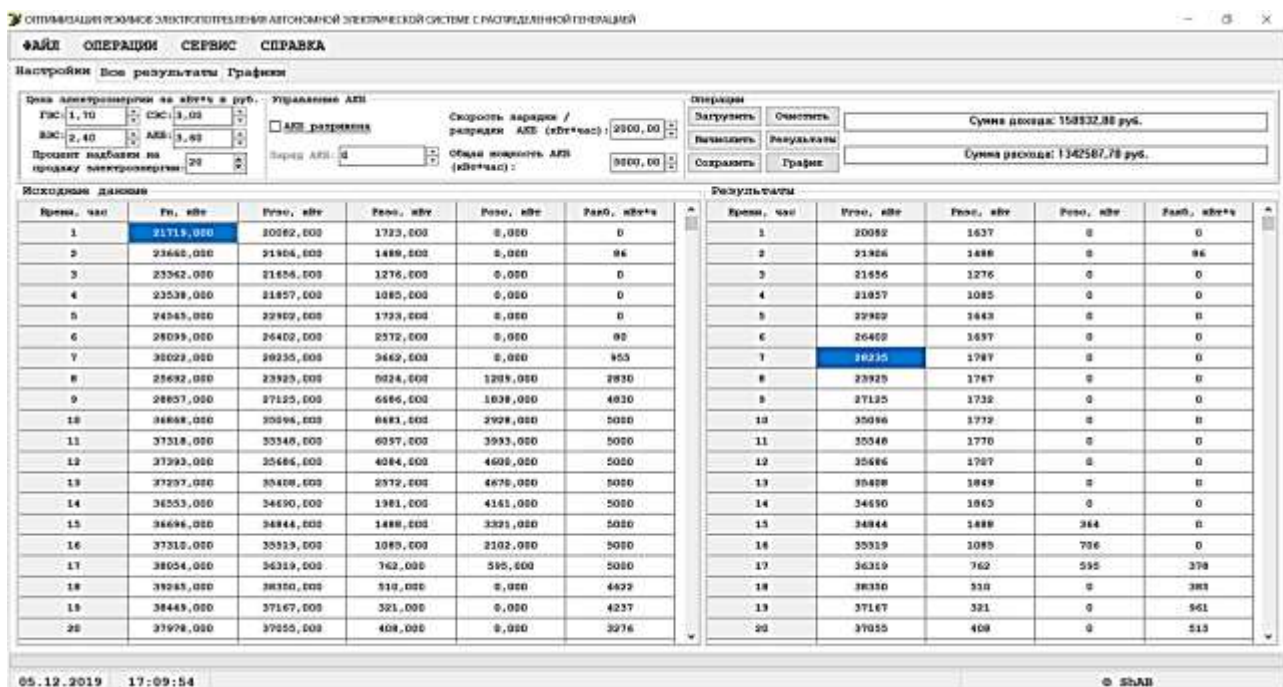 ОПТИМИЗАЦИЯ РЕЖИМОВ ЭЛЕКТРОПОТРЕБЛЕНИЯ АВТОНОМНОЙ ЭЛЕКТРИЧЕСКОЙ СИСТЕМЕ С РАСПРЕДЕЛЕННОЙ ГЕНЕРАЦИЕЙ
ФАЙЛ ОПЕРАЦИИ СЕРВИС СПРАВКА
Настройки Все результаты Графики
Цена электроэнергии за кВт*ч в руб. Управление АКБ Операции
ГЭС: 1,70 СЭС: 3,00
ВЭС: 2,40 АКБ: 3,60
Процент надбавки на продажу электроэнергии: 20
АКБ разряжена
Заряд АКБ: 0
Скорость зарядки / разрядки АКБ (кВт*час): 2000,00
Общая мощность АКБ (кВт*час): 5000,00
Загрузить Очистить
Вычислить Результаты
Сохранить График
Сумма дохода: 158932,80 руб.
Сумма расхода: 1342587,78 руб.
Исходные данные Результаты
Время, час Рп, кВт Ргэс, кВт Рвэс, кВт Рсэс, кВт Ракб, кВт*ч Время, час Ргэс, кВт Рвэс, кВт Рсэс, кВт Ракб, кВт*ч
1 21719,000 20082,000 1723,000 0,000 0 1 20082 1637 0 0
2 23660,000 21906,000 1488,000 0,000 86 2 21906 1488 0 86
3 23362,000 21656,000 1276,000 0,000 0 3 21656 1276 0 0
4 23538,000 21857,000 1085,000 0,000 0 4 21857 1085 0 0
5 24545,000 22902,000 1723,000 0,000 0 5 22902 1643 0 0
6 28099,000 26402,000 2572,000 0,000 80 6 26402 1697 0 0
7 30022,000 28235,000 3662,000 0,000 955 7 28235 1787 0 0
8 25692,000 23925,000 5024,000 1209,000 2830 8 23925 1767 0 0
9 28857,000 27125,000 6686,000 1838,000 4830 9 27125 1732 0 0
10 36868,000 35096,000 8681,000 2928,000 5000 10 35096 1772 0 0
11 37318,000 35548,000 6097,000 3993,000 5000 11 35548 1770 0 0
12 37393,000 35686,000 4084,000 4600,000 5000 12 35686 1707 0 0
13 37257,000 35408,000 2572,000 4670,000 5000 13 35408 1849 0 0
14 36553,000 34690,000 1981,000 4161,000 5000 14 34690 1863 0 0
15 36696,000 34844,000 1488,000 3321,000 5000 15 34844 1488 364 0
16 37310,000 35519,000 1085,000 2102,000 5000 16 35519 1085 706 0
17 38054,000 36319,000 762,000 595,000 5000 17 36319 762 595 378
18 39245,000 38350,000 510,000 0,000 4622 18 38350 510 0 385
19 38449,000 37167,000 321,000 0,000 4237 19 37167 321 0 961
20 37978,000 37055,000 408,000 0,000 3276 20 37055 408 0 515
05.12.2019 17:09:54 © ShAB